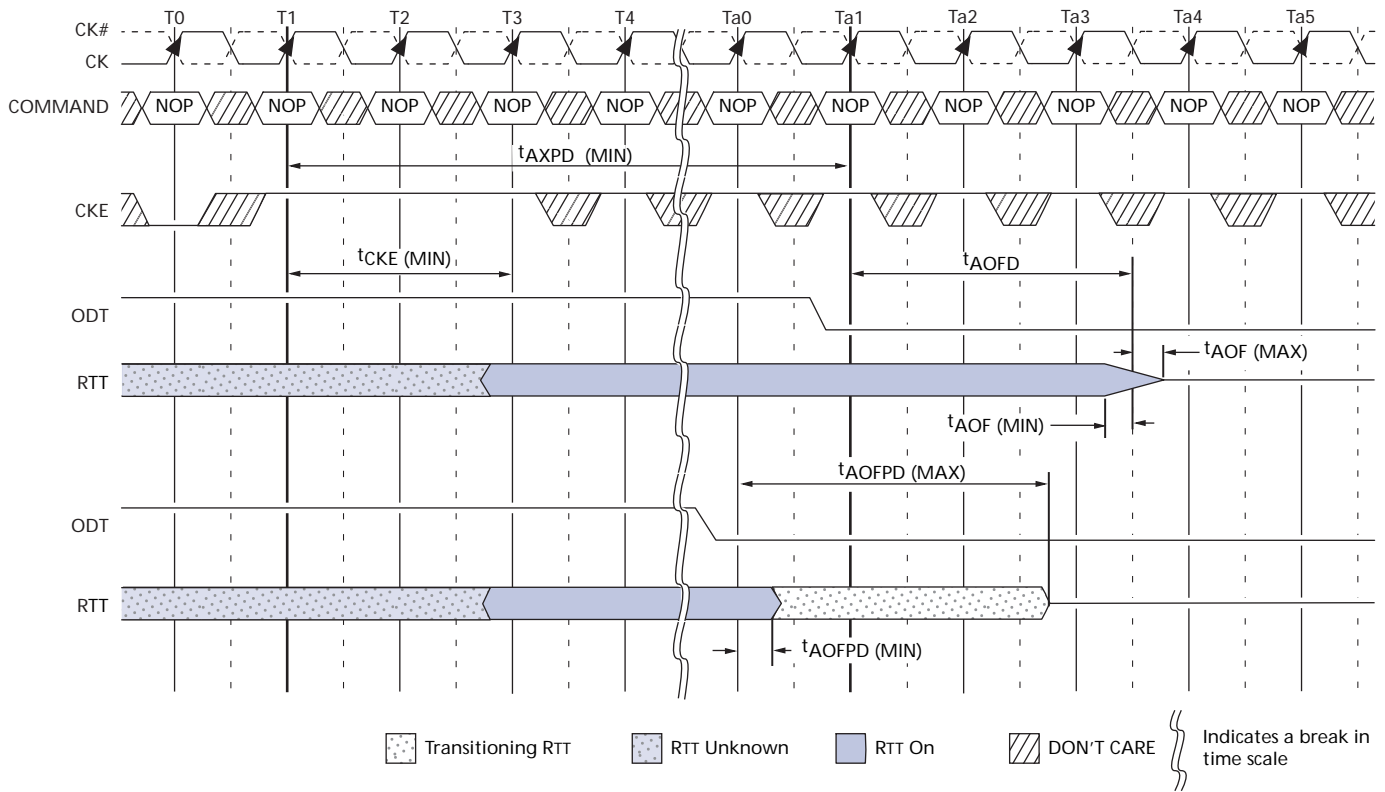 T0 T1 T2 T3 T4 Ta0 Ta1 Ta2 Ta3 Ta4 Ta5
CK#
CK
COMMAND NOP NOP NOP NOP NOP NOP NOP NOP NOP NOP NOP
tAXPD (MIN)
CKE
tCKE (MIN) tAOFD
ODT
tAOF (MAX)
RTT
tAOF (MIN)
tAOFPD (MAX)
ODT
RTT
tAOFPD (MIN)
Transitioning RTT RTT Unknown RTT On DON'T CARE Indicates a break in
time scale